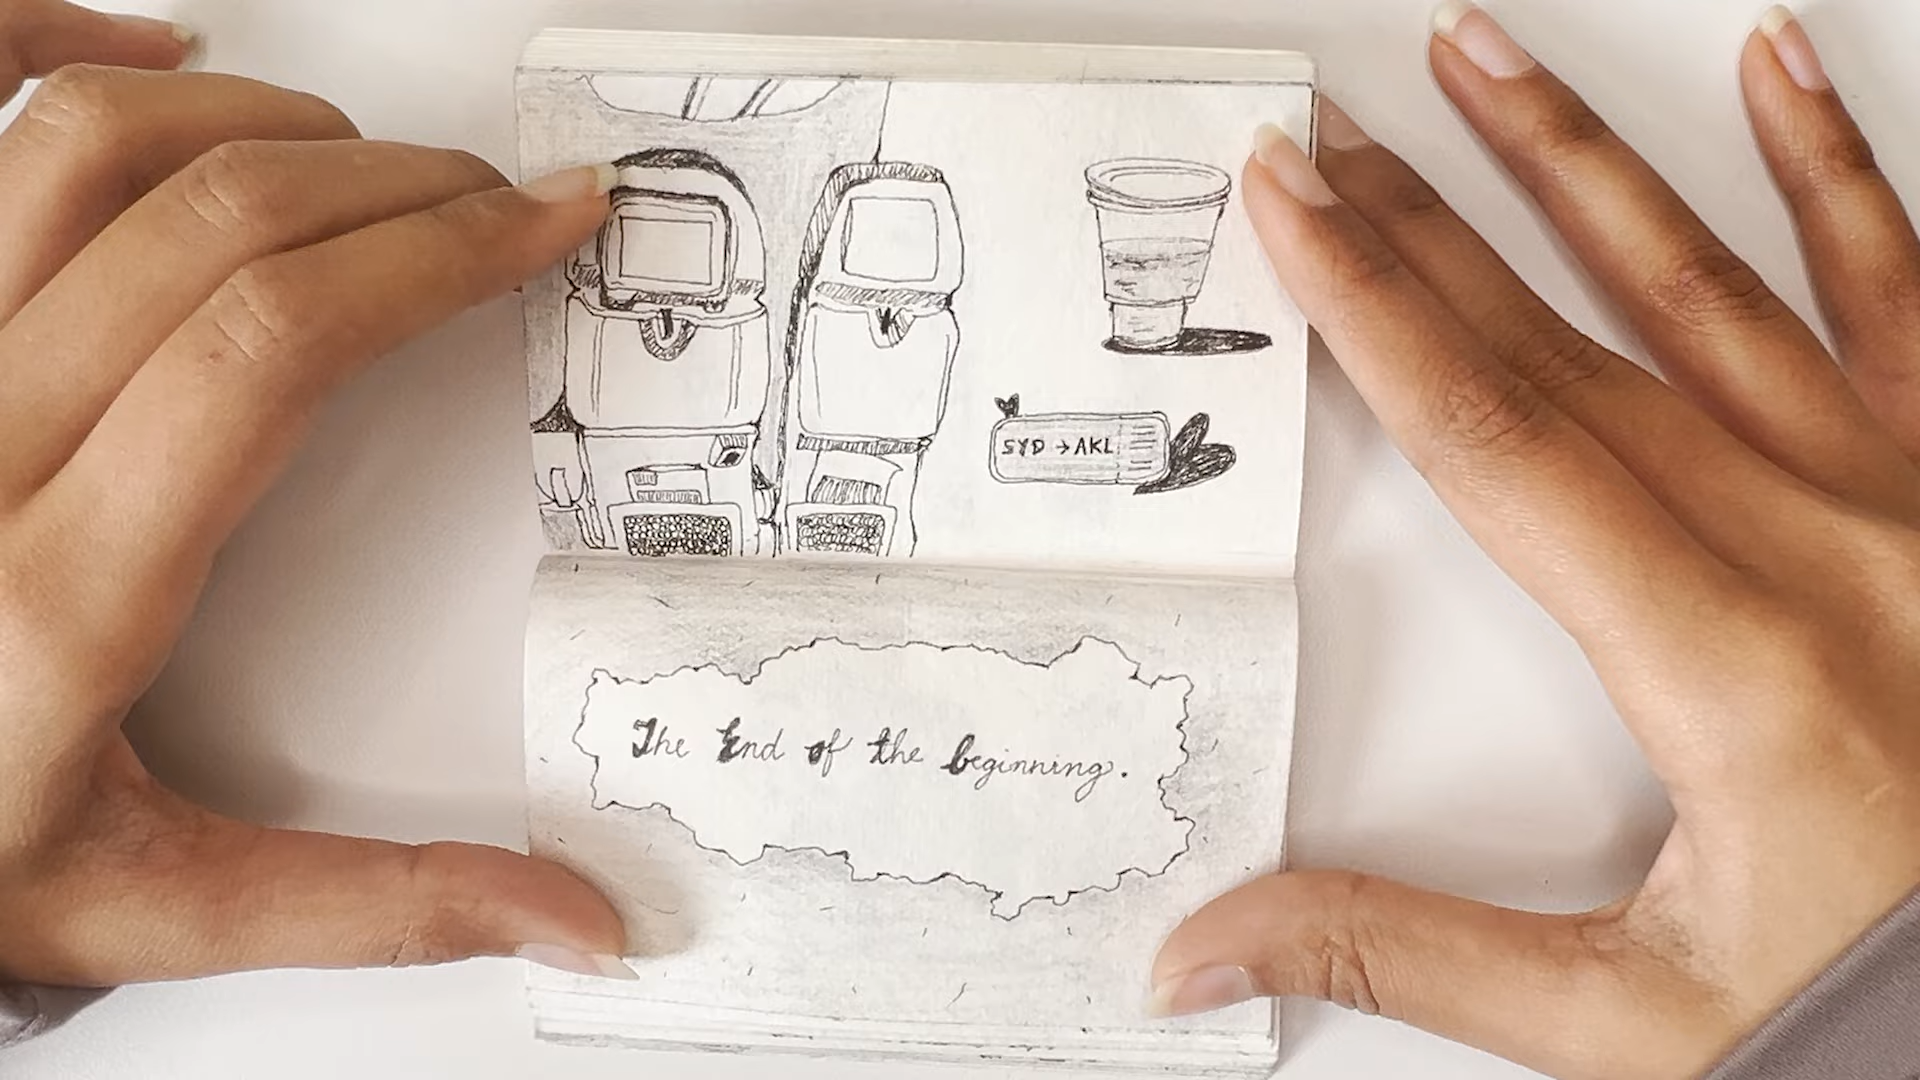 SYD → AKL
The End of the beginning.